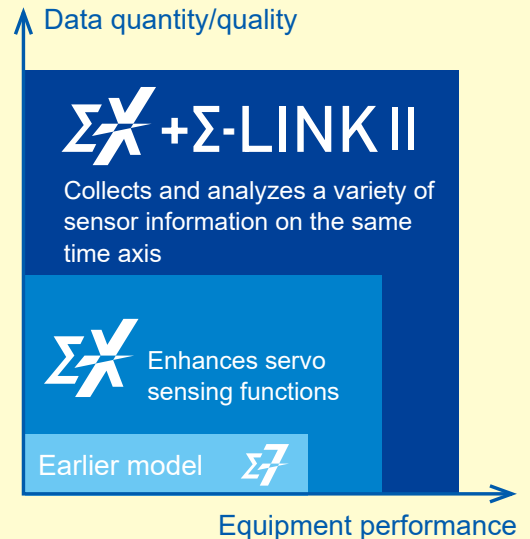 Data quantity/quality
ΣX+Σ-LINK II
Collects and analyzes a variety of
sensor information on the same
time axis
ΣX
Enhances servo
sensing functions
Earlier model Σ-7
Equipment performance